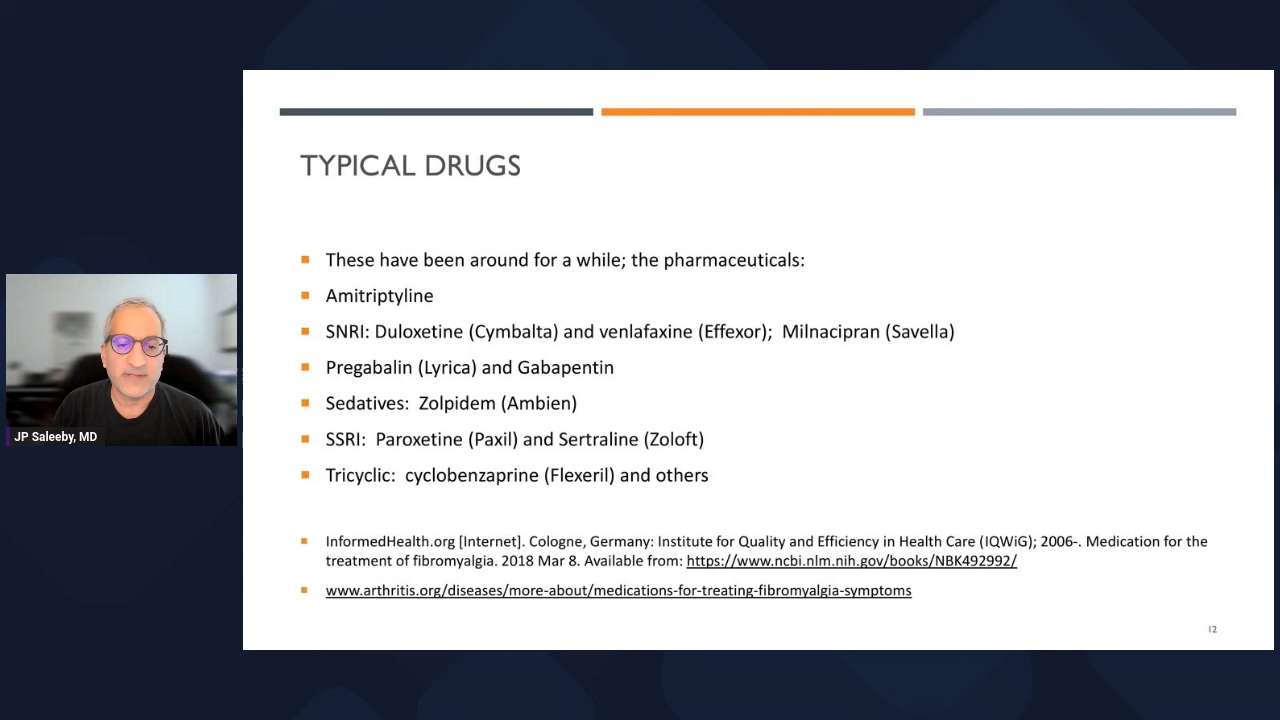 TYPICAL DRUGS
These have been around for a while; the pharmaceuticals:
Amitriptyline
SNRI: Duloxetine (Cymbalta) and venlafaxine (Effexor);  Milnacipran (Savella)
Pregabalin (Lyrica) and Gabapentin
Sedatives:  Zolpidem (Ambien)
SSRI:  Paroxetine (Paxil) and Sertraline (Zoloft)
Tricyclic:  cyclobenzaprine (Flexeril) and others
InformedHealth.org [Internet]. Cologne, Germany: Institute for Quality and Efficiency in Health Care (IQWiG); 2006-. Medication for the
treatment of fibromyalgia. 2018 Mar 8. Available from: https://www.ncbi.nlm.nih.gov/books/NBK492992/
www.arthritis.org/diseases/more-about/medications-for-treating-fibromyalgia-symptoms
12
JP Saleeby, MD